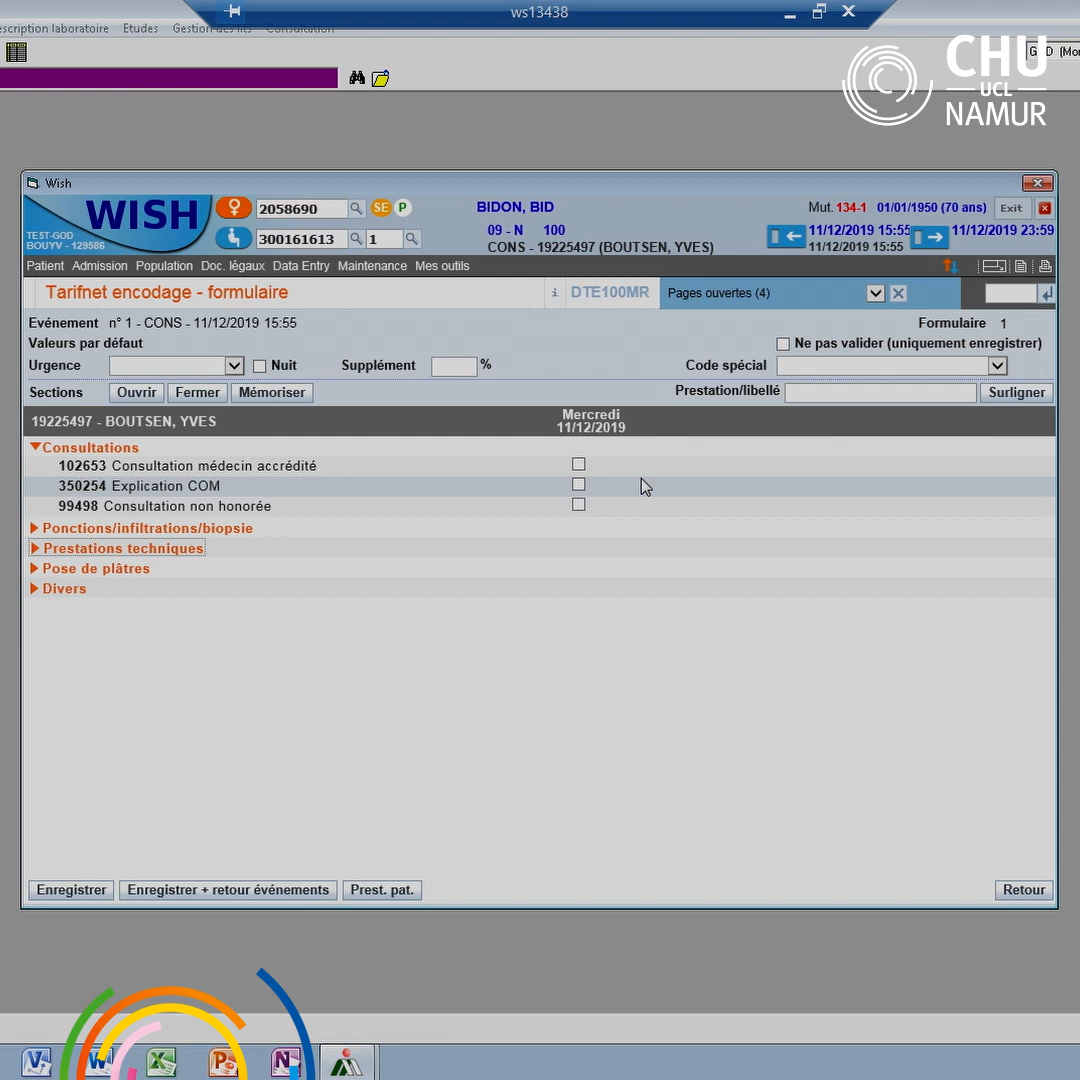 ws13438
escription laboratoire Etudes Gestion des lits Consultation
CHU
UCL
NAMUR
Wish
WISH
TEST-GOD
BOUYV - 129586
2058690 SE P
300161613 1
BIDON, BID
09 - N 100
CONS - 19225497 (BOUTSEN, YVES)
Mut. 134-1 01/01/1950 (70 ans) Exit
11/12/2019 15:55
11/12/2019 15:55
11/12/2019 23:59
Patient Admission Population Doc. légaux Data Entry Maintenance Mes outils
Tarifnet encodage - formulaire
i DTE100MR Pages ouvertes (4)
Evénement n° 1 - CONS - 11/12/2019 15:55 Formulaire 1
Valeurs par défaut Ne pas valider (uniquement enregistrer)
Urgence Nuit Supplément % Code spécial
Sections Ouvrir Fermer Mémoriser Prestation/libellé Surligner
19225497 - BOUTSEN, YVES
Mercredi
11/12/2019
Consultations
102653 Consultation médecin accrédité
350254 Explication COM
99498 Consultation non honorée
Ponctions/infiltrations/biopsie
Prestations techniques
Pose de plâtres
Divers
Enregistrer Enregistrer + retour événements Prest. pat. Retour